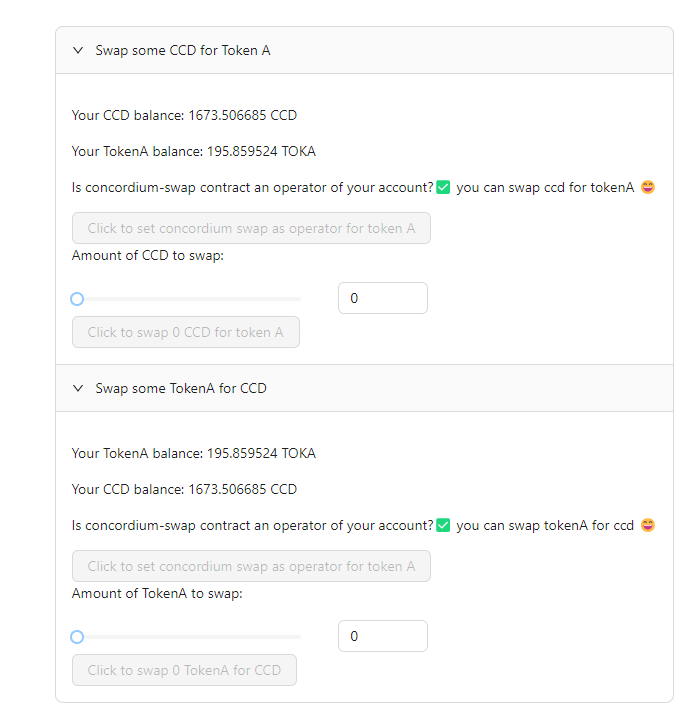 Swap some CCD for Token A
Your CCD balance: 1673.506685 CCD
Your TokenA balance: 195.859524 TOKA
Is concordium-swap contract an operator of your account?✅ you can swap ccd for tokenA 😄
Click to set concordium swap as operator for token A
Amount of CCD to swap:
0
Click to swap 0 CCD for token A
Swap some TokenA for CCD
Your TokenA balance: 195.859524 TOKA
Your CCD balance: 1673.506685 CCD
Is concordium-swap contract an operator of your account?✅ you can swap tokenA for ccd 😄
Click to set concordium swap as operator for token A
Amount of TokenA to swap:
0
Click to swap 0 TokenA for CCD